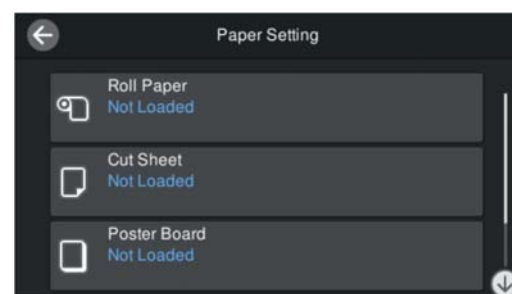 Paper Setting
Roll Paper
Not Loaded
Cut Sheet
Not Loaded
Poster Board
Not Loaded